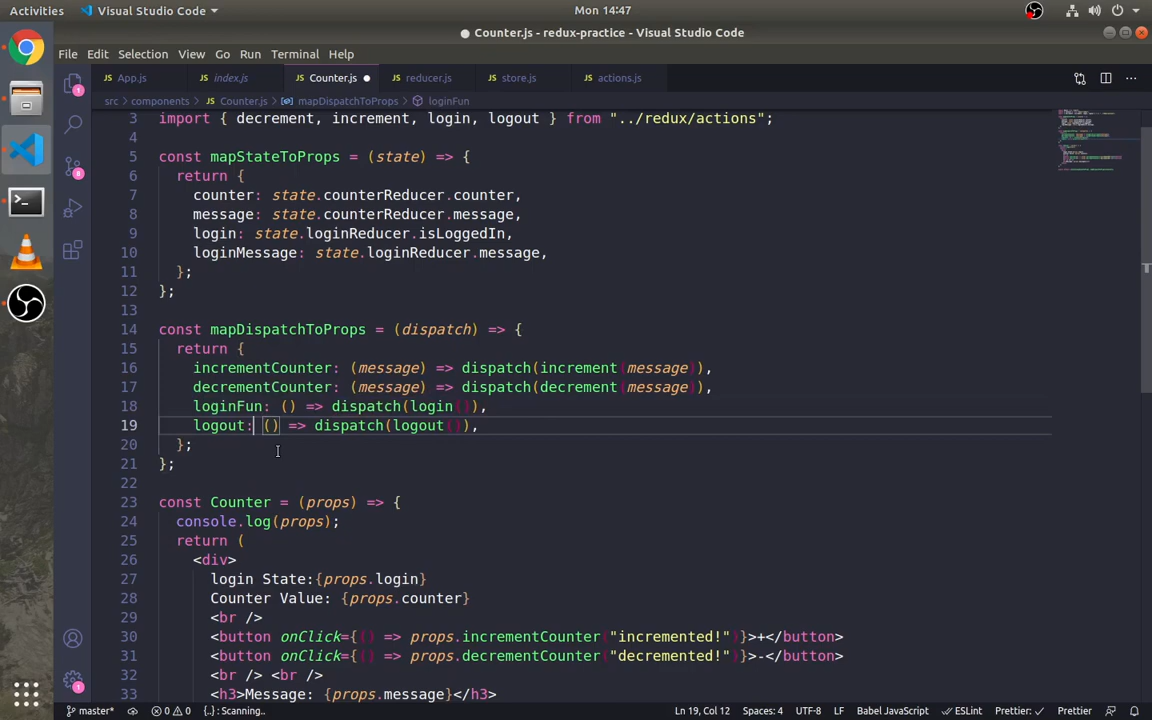 Activities Visual Studio Code Mon 14:47
Counter.js - redux-practice - Visual Studio Code
File Edit Selection View Go Run Terminal Help
App.js index.js Counter.js reducer.js store.js actions.js
src components Counter.js mapDispatchToProps loginFun
3 import { decrement, increment, login, logout } from "../redux/actions";
4
5 const mapStateToProps = (state) => {
6 return {
7 counter: state.counterReducer.counter,
8 message: state.counterReducer.message,
9 login: state.loginReducer.isLoggedIn,
10 loginMessage: state.loginReducer.message,
11 };
12 };
13
14 const mapDispatchToProps = (dispatch) => {
15 return {
16 incrementCounter: (message) => dispatch(increment(message)),
17 decrementCounter: (message) => dispatch(decrement(message)),
18 loginFun: () => dispatch(login()),
19 logout: () => dispatch(logout()),
20 };
21 };
22
23 const Counter = (props) => {
24 console.log(props);
25 return (
26 <div>
27 login State:{props.login}
28 Counter Value: {props.counter}
29 <br />
30 <button onClick={() => props.incrementCounter("incremented!")}>+</button>
31 <button onClick={() => props.decrementCounter("decremented!")}>-</button>
32 <br /> <br />
33 <h3>Message: {props.message}</h3>
master* 0 0 {..} : Scanning.. Ln 19, Col 12 Spaces: 4 UTF-8 LF Babel JavaScript ESLint Prettier: Prettier